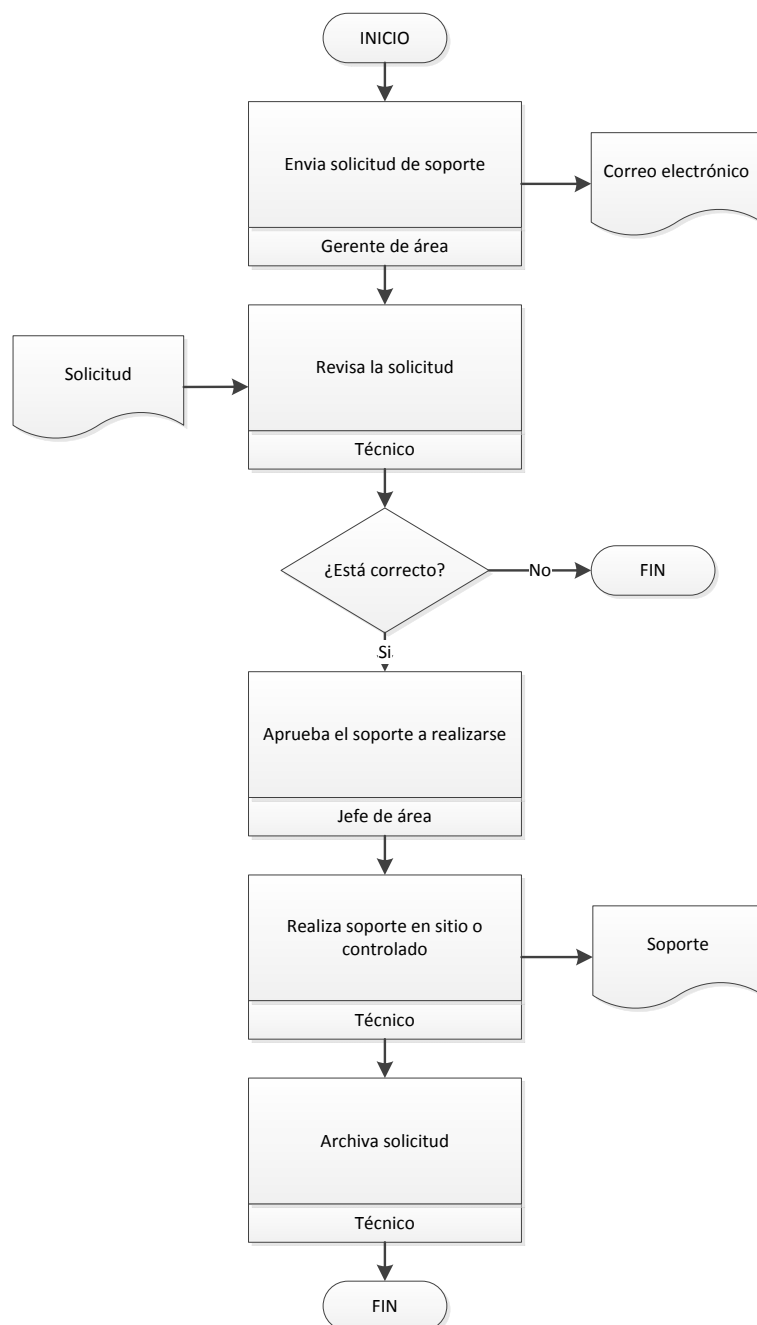 INICIO
Envia solicitud de soporte
Correo electrónico
Gerente de área
Solicitud
Revisa la solicitud
Técnico
¿Está correcto?
No
FIN
Si
Aprueba el soporte a realizarse
Jefe de área
Realiza soporte en sitio o
controlado
Soporte
Técnico
Archiva solicitud
Técnico
FIN